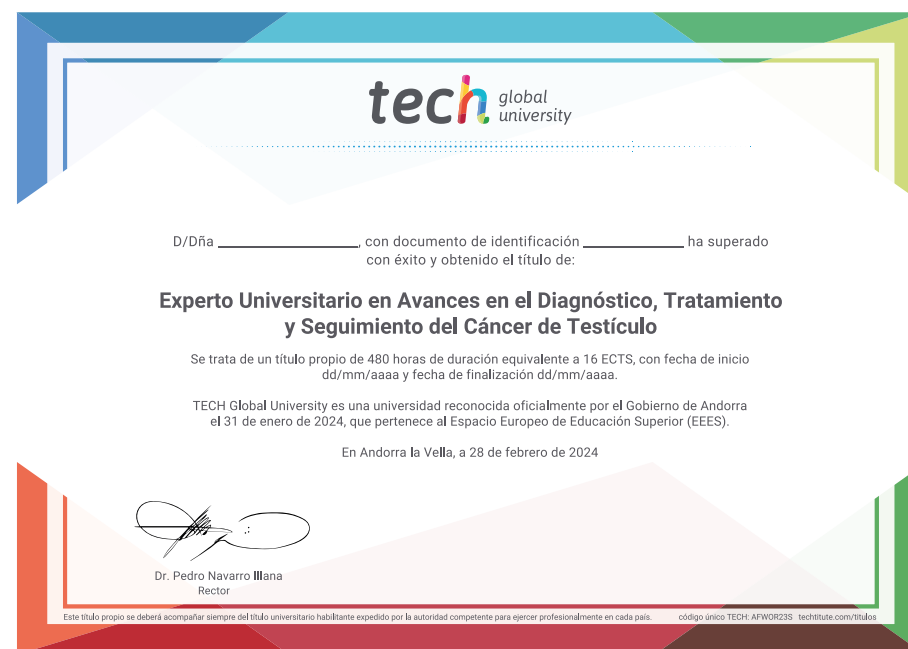 tech global university
D/Dña ____________, con documento de identificación ____________ ha superado
con éxito y obtenido el título de:
Experto Universitario en Avances en el Diagnóstico, Tratamiento
y Seguimiento del Cáncer de Testículo
Se trata de un título propio de 480 horas de duración equivalente a 16 ECTS, con fecha de inicio
dd/mm/aaaa y fecha de finalización dd/mm/aaaa.
TECH Global University es una universidad reconocida oficialmente por el Gobierno de Andorra
el 31 de enero de 2024, que pertenece al Espacio Europeo de Educación Superior (EEES).
En Andorra la Vella, a 28 de febrero de 2024
Dr. Pedro Navarro Illana
Rector
Este título propio se deberá acompañar siempre del título universitario habilitante expedido por la autoridad competente para ejercer profesionalmente en cada país. código único TECH: AFWOR23S techtitute.com/titulos